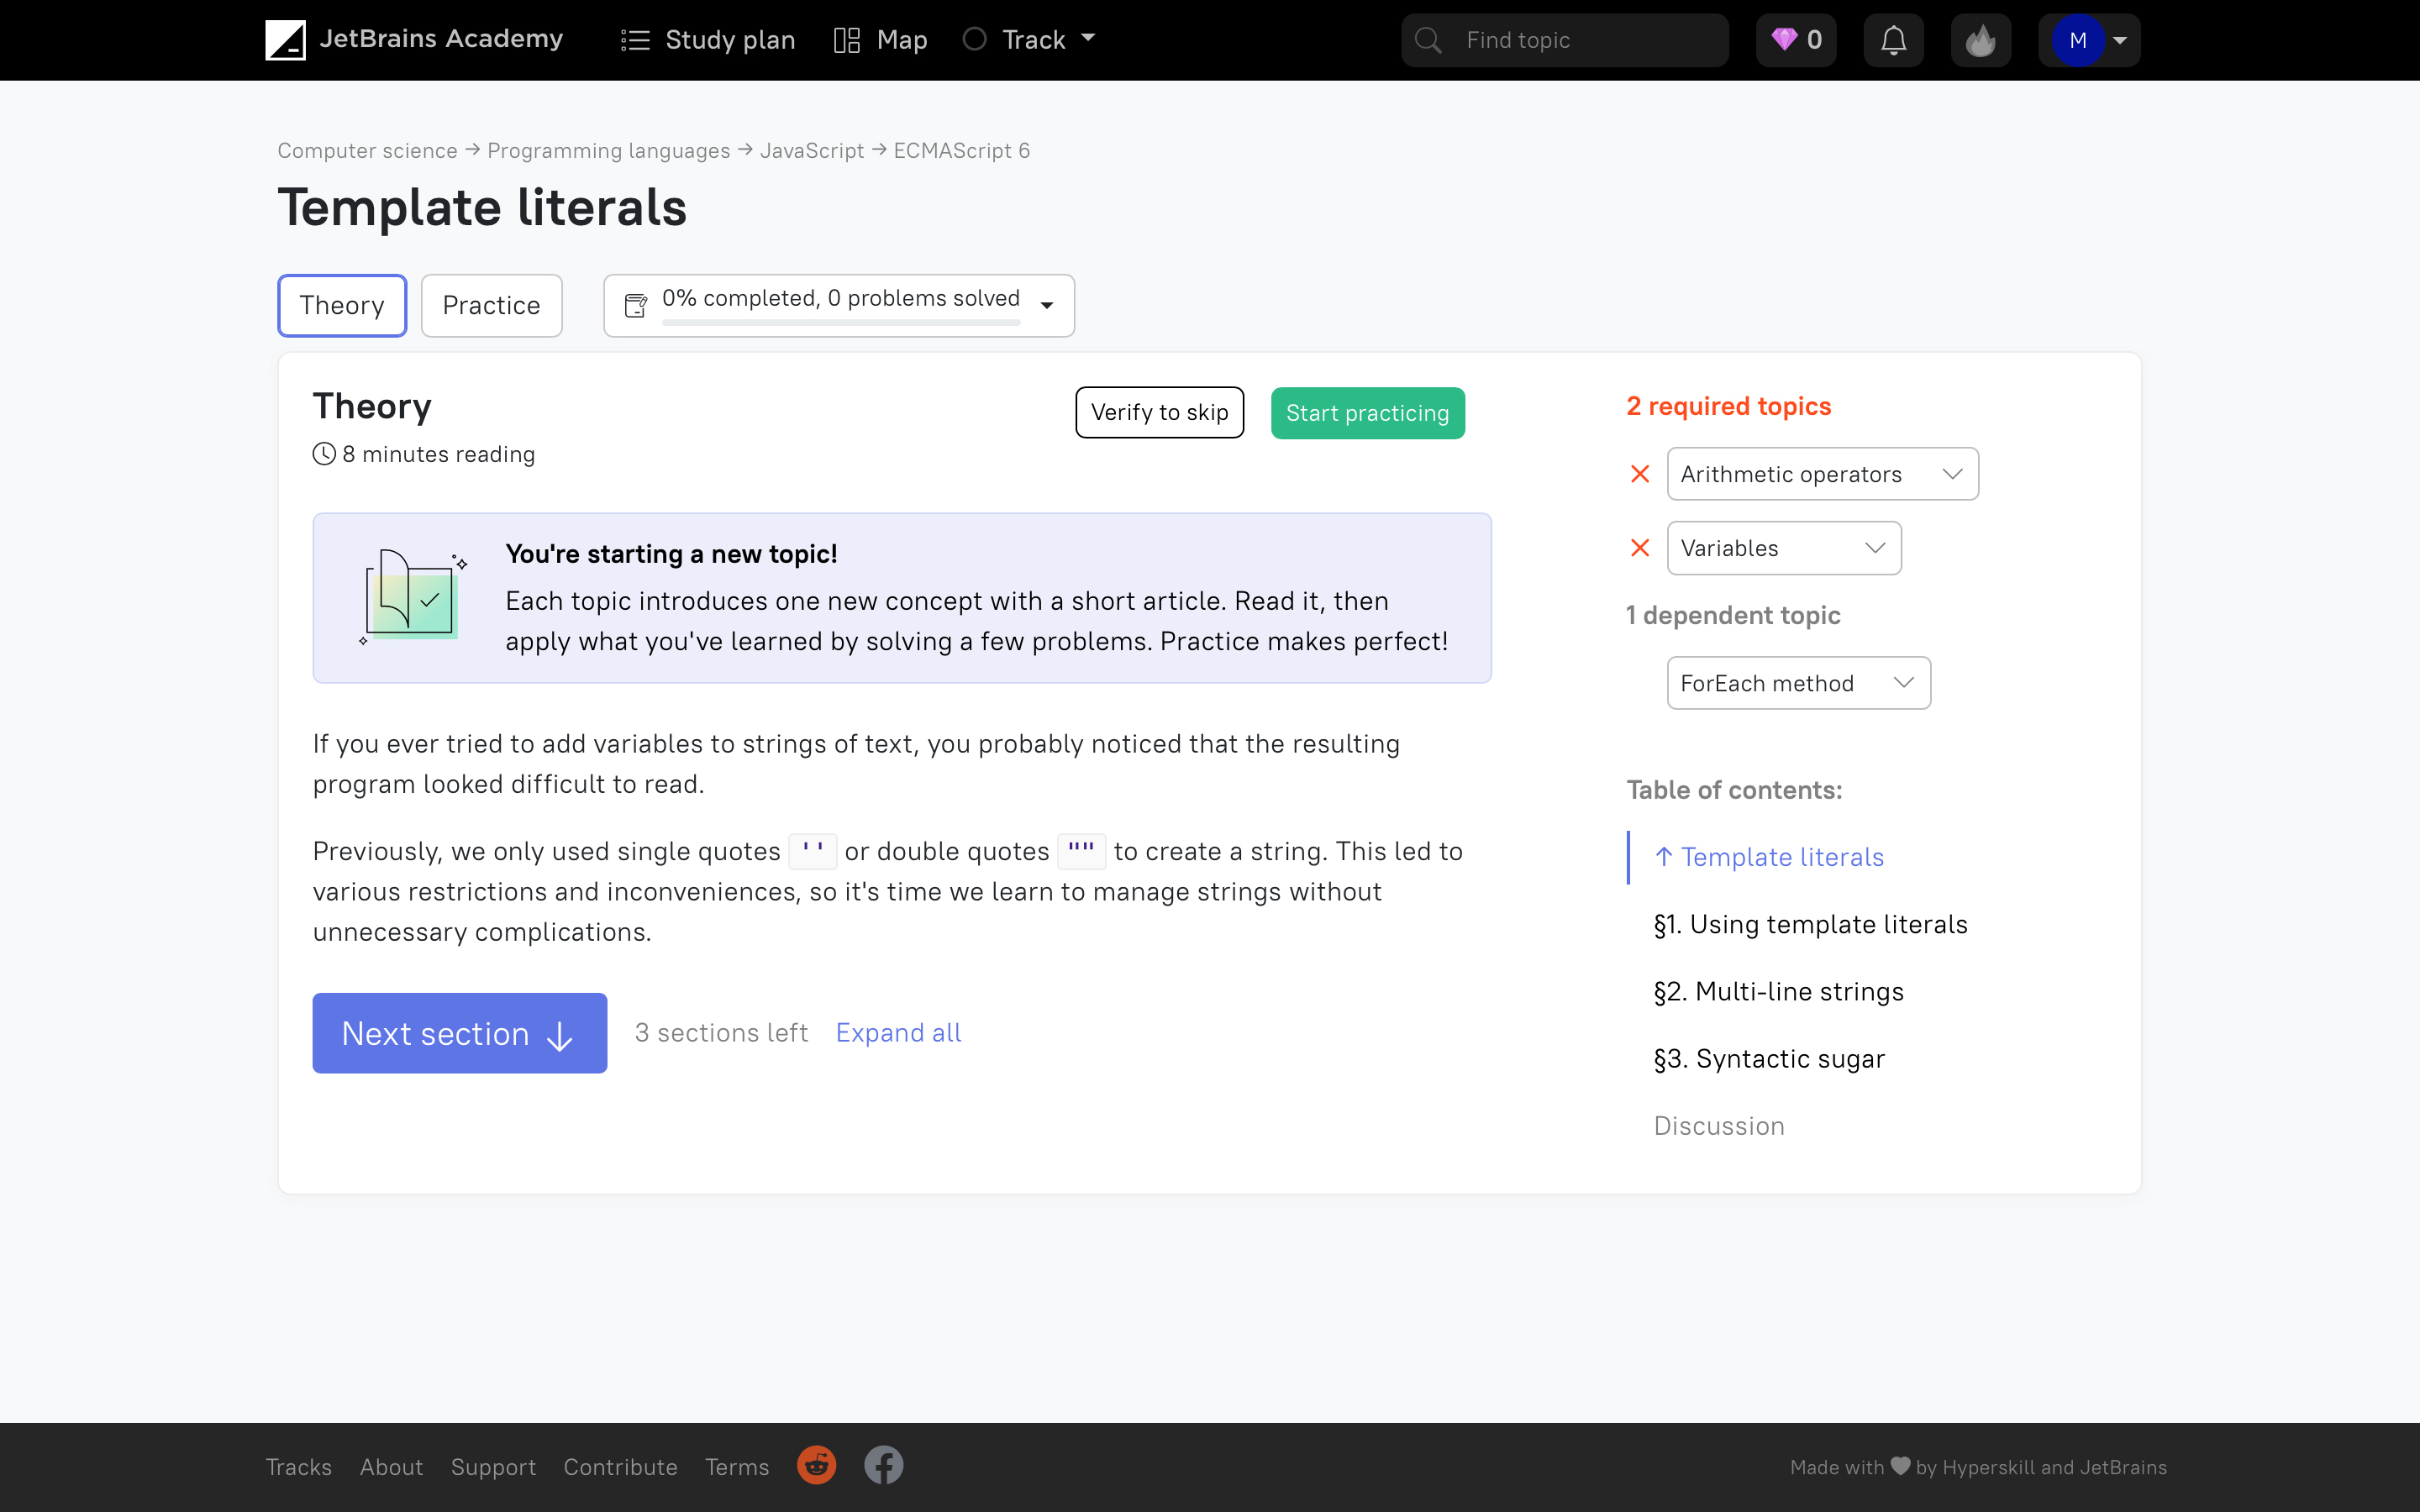 JetBrains Academy
Study plan
Map
Track
Find topic
0
M
Computer science → Programming languages → JavaScript → ECMAScript 6
Template literals
Theory
Practice
0% completed, 0 problems solved
Theory
Verify to skip
Start practicing
8 minutes reading
You're starting a new topic!
Each topic introduces one new concept with a short article. Read it, then
apply what you've learned by solving a few problems. Practice makes perfect!
If you ever tried to add variables to strings of text, you probably noticed that the resulting
program looked difficult to read.
Previously, we only used single quotes '' or double quotes "" to create a string. This led to
various restrictions and inconveniences, so it's time we learn to manage strings without
unnecessary complications.
Next section ↓
3 sections left
Expand all
2 required topics
Arithmetic operators
Variables
1 dependent topic
ForEach method
Table of contents:
↑ Template literals
§1. Using template literals
§2. Multi-line strings
§3. Syntactic sugar
Discussion
Tracks
About
Support
Contribute
Terms
Made with ♥ by Hyperskill and JetBrains